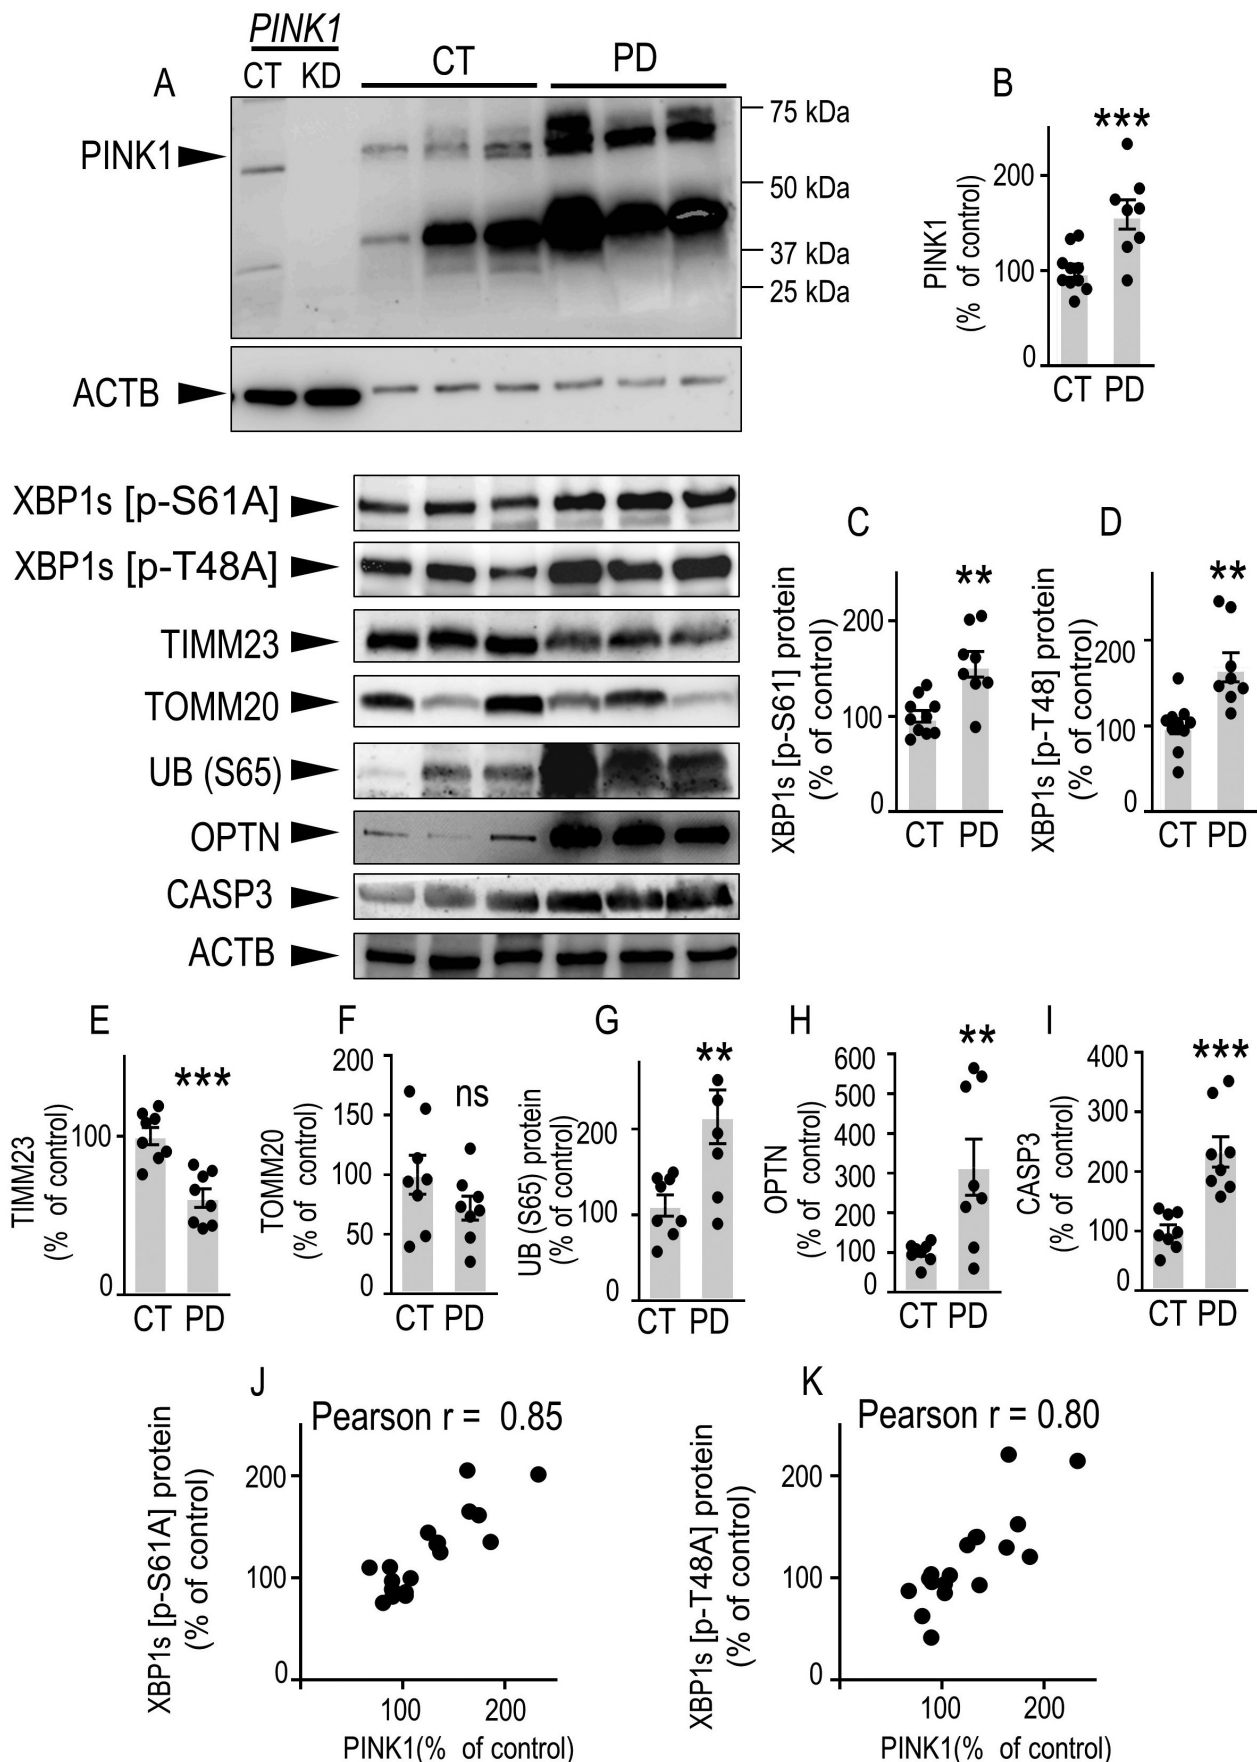 PINK1
A CT KD CT PD
PINK1
75 kDa
50 kDa
37 kDa
25 kDa
ACTB
B
***
PINK1
(% of control)
200
100
0
CT PD
XBP1s [p-S61A]
XBP1s [p-T48A]
TIMM23
TOMM20
UB (S65)
OPTN
CASP3
ACTB
C
**
XBP1s [p-S61] protein
(% of control)
200
100
0
CT PD
D
**
XBP1s [p-T48] protein
(% of control)
200
100
0
CT PD
E
***
TIMM23
(% of control)
100
0
CT PD
F
ns
TOMM20
(% of control)
200
150
100
50
0
CT PD
G
**
UB (S65) protein
(% of control)
200
100
0
CT PD
H
**
OPTN
(% of control)
600
500
400
300
200
100
0
CT PD
I
***
CASP3
(% of control)
400
300
200
100
0
CT PD
J
Pearson r = 0.85
XBP1s [p-S61A] protein
(% of control)
200
100
0
100 200
PINK1(% of control)
K
Pearson r = 0.80
XBP1s [p-T48A] protein
(% of control)
200
100
0
100 200
PINK1(% of control)